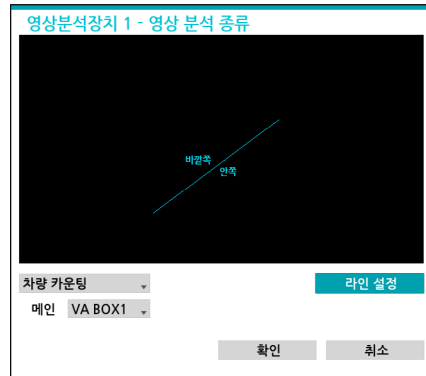 영상분석장치 1 - 영상 분석 종류
바깥쪽
안쪽
차량 카운팅
라인 설정
메인 VA BOX1
확인 취소